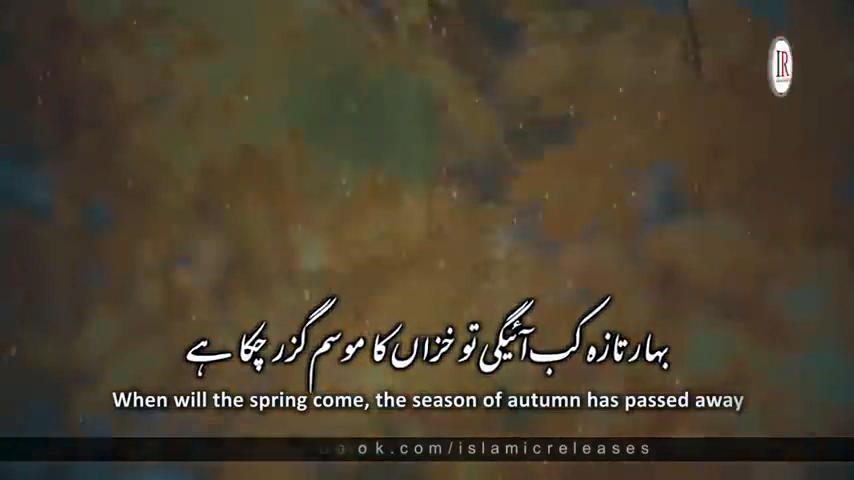 IR
بہار تازہ کب آئیگی تو خزاں کا موسم گزر چکا ہے
When will the spring come, the season of autumn has passed away
ok.com/islamicreleases